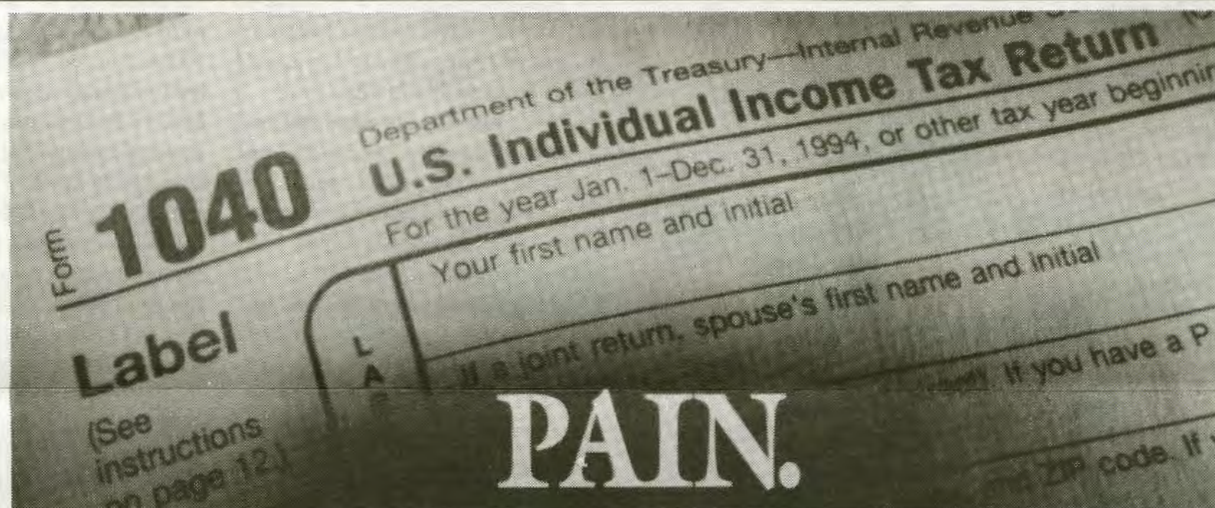 Department of the Treasury—Internal Revenue
Form 1040 U.S. Individual Income Tax Return
For the year Jan. 1–Dec. 31, 1994, or other tax year beginnin
Label
(See
instructions
on page 12.)
L
A
Your first name and initial
If a joint return, spouse's first name and initial
If you have a P
ZIP code. If
PAIN.